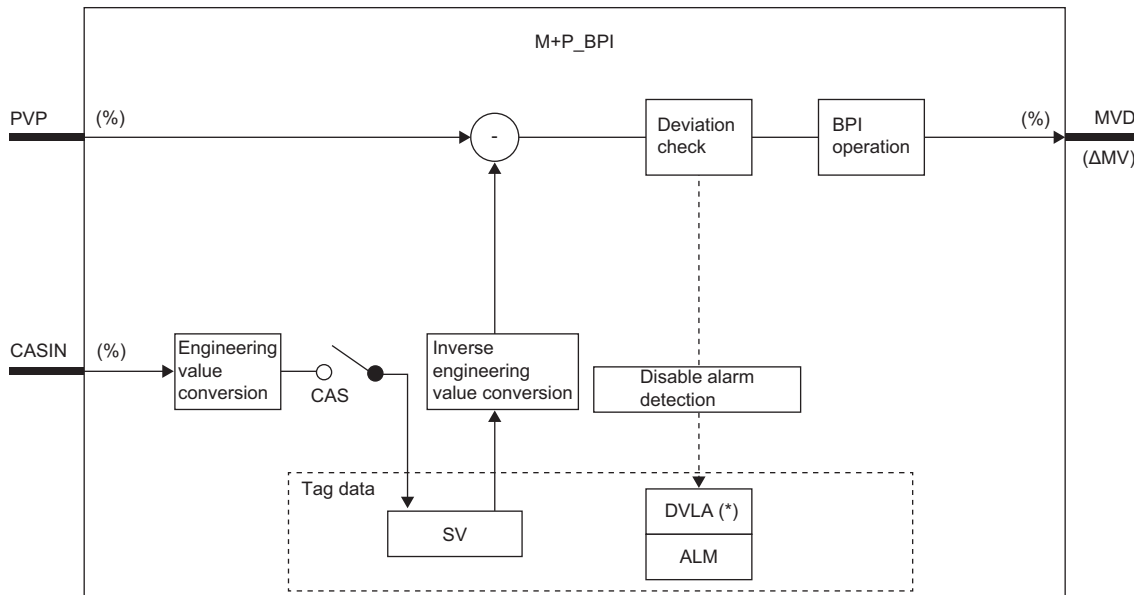 M+P_BPI
PVP
(%)
-
Deviation
check
BPI
operation
(%)
MVD
(ΔMV)
CASIN
(%)
Engineering
value
conversion
CAS
Inverse
engineering
value conversion
Disable alarm
detection
Tag data
SV
DVLA (*)
ALM